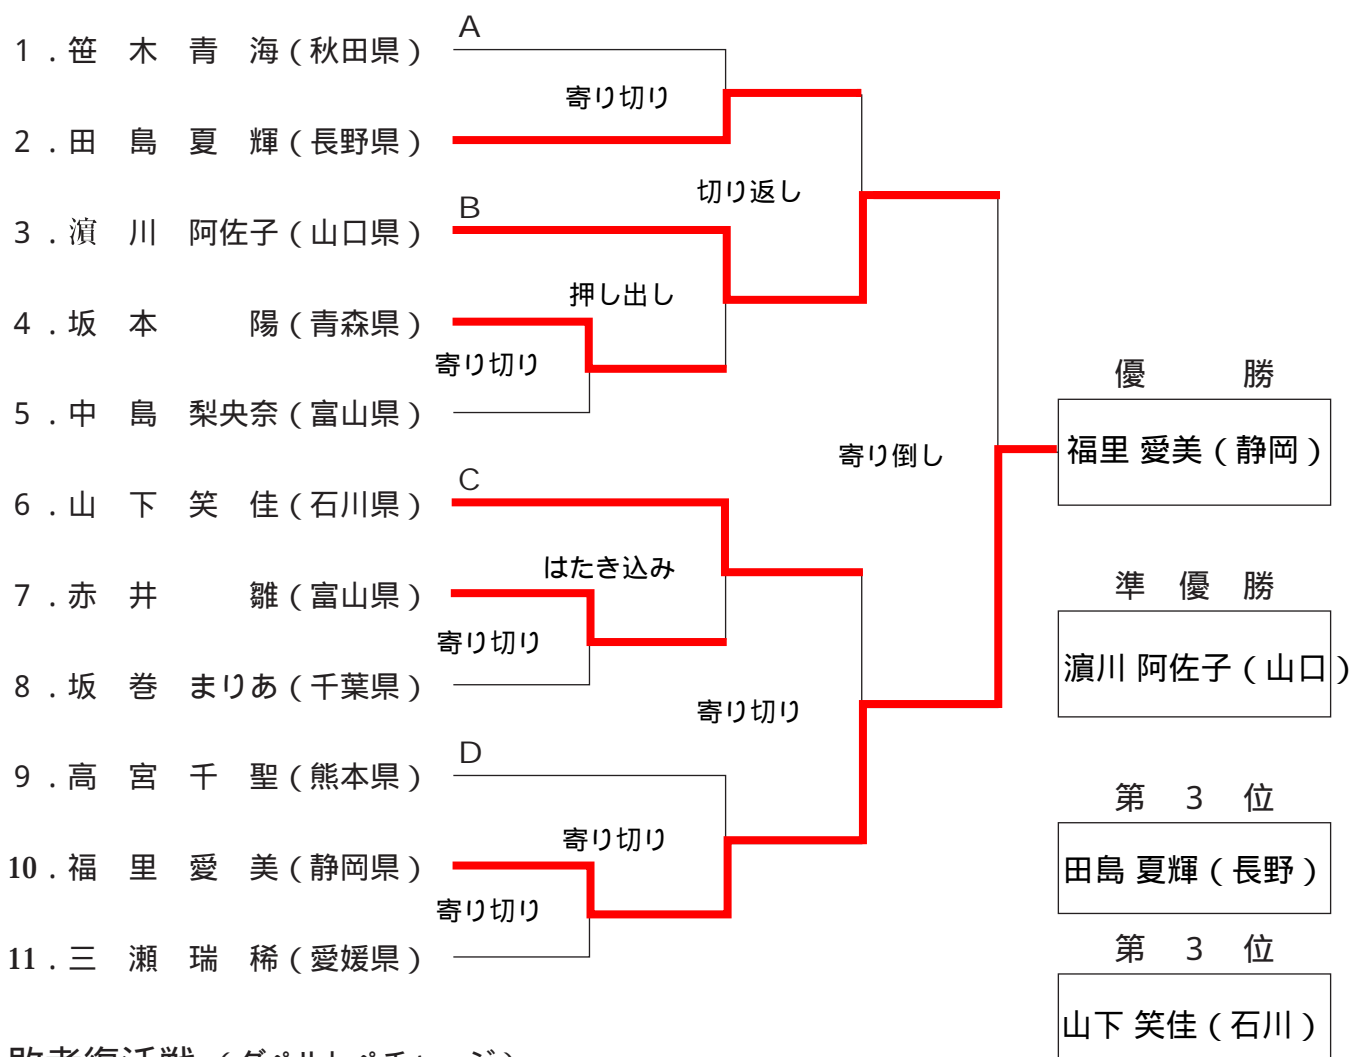 A
1 . 笹 木 青 海 ( 秋田県 )
寄り切り
2 . 田 島 夏 輝 ( 長野県 )
切り返し
B
3 . 濵 川 阿佐子 ( 山口県 )
押し出し
4 . 坂 本 陽 ( 青森県 )
寄り切り
5 . 中 島 梨央奈 ( 富山県 )
寄り倒し
C
6 . 山 下 笑 佳 ( 石川県 )
はたき込み
7 . 赤 井 雛 ( 富山県 )
寄り切り
8 . 坂 巻 まりあ ( 千葉県 )
寄り切り
D
9 . 高 宮 千 聖 ( 熊本県 )
寄り切り
10 . 福 里 愛 美 ( 静岡県 )
寄り切り
11 . 三 瀬 瑞 稀 ( 愛媛県 )
優 勝
福里 愛美 ( 静岡 )
準 優 勝
濵川 阿佐子 ( 山口 )
第 3 位
田島 夏輝 ( 長野 )
第 3 位
山下 笑佳 ( 石川 )